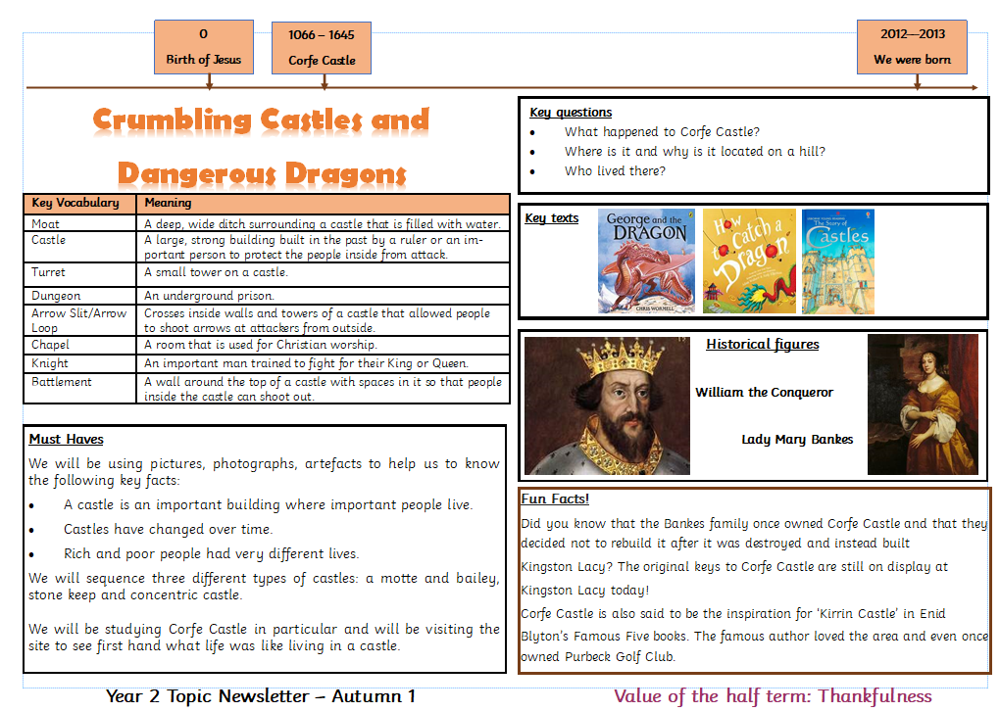 0
Birth of Jesus
1066 – 1645
Corfe Castle
2012—2013
We were born
Crumbling Castles and
Dangerous Dragons
Key Vocabulary Meaning
Moat A deep, wide ditch surrounding a castle that is filled with water.
Castle A large, strong building built in the past by a ruler or an im-
portant person to protect the people inside from attack.
Turret A small tower on a castle.
Dungeon An underground prison.
Arrow Slit/Arrow Crosses inside walls and towers of a castle that allowed people
Loop to shoot arrows at attackers from outside.
Chapel A room that is used for Christian worship.
Knight An important man trained to fight for their King or Queen.
Battlement A wall around the top of a castle with spaces in it so that people
inside the castle can shoot out.
Must Haves
We will be using pictures, photographs, artefacts to help us to know
the following key facts:
• A castle is an important building where important people live.
• Castles have changed over time.
• Rich and poor people had very different lives.
We will sequence three different types of castles: a motte and bailey,
stone keep and concentric castle.
We will be studying Corfe Castle in particular and will be visiting the
site to see first hand what life was like living in a castle.
Key questions
• What happened to Corfe Castle?
• Where is it and why is it located on a hill?
• Who lived there?
Key texts
George and the
DRAGON
CHRIS WORMELL
How
to Catch a
Dragon
The Story of
Castles
Historical figures
William the Conqueror
Lady Mary Bankes
Fun Facts!
Did you know that the Bankes family once owned Corfe Castle and that they
decided not to rebuild it after it was destroyed and instead built
Kingston Lacy? The original keys to Corfe Castle are still on display at
Kingston Lacy today!
Corfe Castle is also said to be the inspiration for ‘Kirrin Castle’ in Enid
Blyton’s Famous Five books. The famous author loved the area and even once
owned Purbeck Golf Club.
Year 2 Topic Newsletter – Autumn 1
Value of the half term: Thankfulness